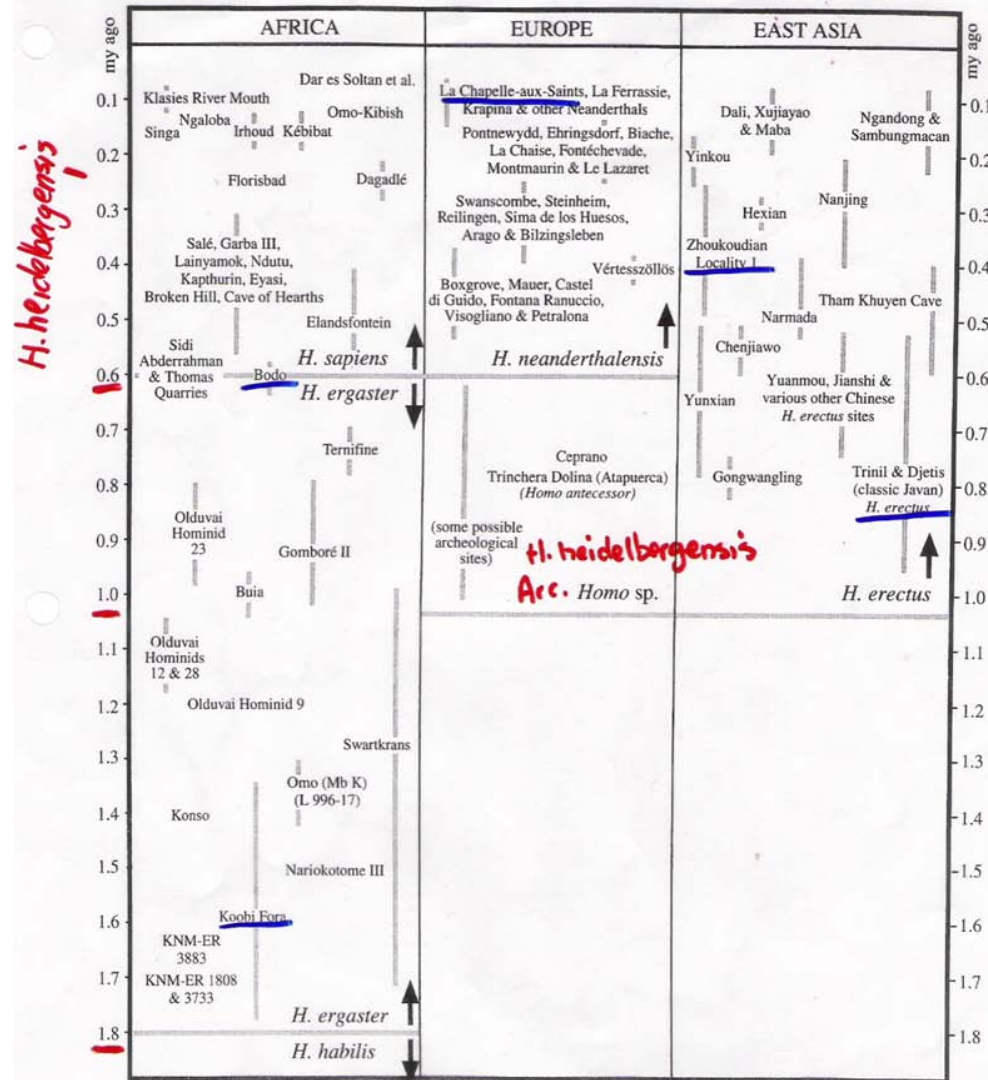 AFRICA
EUROPE
EAST ASIA
my ago
my ago
H. heidelbergensis
0.1
0.2
0.3
0.4
0.5
0.6
0.7
0.8
0.9
1.0
1.1
1.2
1.3
1.4
1.5
1.6
1.7
1.8
Dar es Soltan et al.
Klasies River Mouth
Ngaloba
Omo-Kibish
Singa
Irhoud
Kébibat
Florisbad
Dagadlé
Salé, Garba III,
Lainyamok, Ndutu,
Kapthurin, Eyasi,
Broken Hill, Cave of Hearths
Elandsfontein
Sidi
Abderrahman
& Thomas
Quarries
H. sapiens
Bodo
H. ergaster
Ternifine
Olduvai
Hominid
23
Gomboré II
Buia
Olduvai
Hominids
12 & 28
Olduvai Hominid 9
Swartkrans
Omo (Mb K)
(L 996-17)
Konso
Nariokotome III
Koobi Fora
KNM-ER
3883
KNM-ER 1808
& 3733
H. ergaster
H. habilis
La Chapelle-aux-Saints, La Ferrassie,
Krapina & other Neanderthals
Pontnewydd, Ehringsdorf, Biache,
La Chaise, Fontéchevade,
Montmaurin & Le Lazaret
Swanscombe, Steinheim,
Reilingen, Sima de los Huesos,
Arago & Bilzingsleben
Vértesszöllös
Boxgrove, Mauer, Castel
di Guido, Fontana Ranuccio,
Visogliano & Petralona
H. neanderthalensis
Ceprano
Trinchera Dolina (Atapuerca)
(Homo antecessor)
(some possible
archeological
sites)
H. heidelbergensis
Arc. Homo sp.
Dali, Xujiayao
& Maba
Ngandong &
Sambungmacan
Yinkou
Nanjing
Hexian
Zhoukoudian
Locality 1
Tham Khuyen Cave
Narmada
Chenjiawo
Yuanmou, Jianshi &
various other Chinese
H. erectus sites
Yunxian
Gongwangling
Trinil & Djetis
(classic Javan)
H. erectus
H. erectus
0.1
0.2
0.3
0.4
0.5
0.6
0.7
0.8
0.9
1.0
1.1
1.2
1.3
1.4
1.5
1.6
1.7
1.8